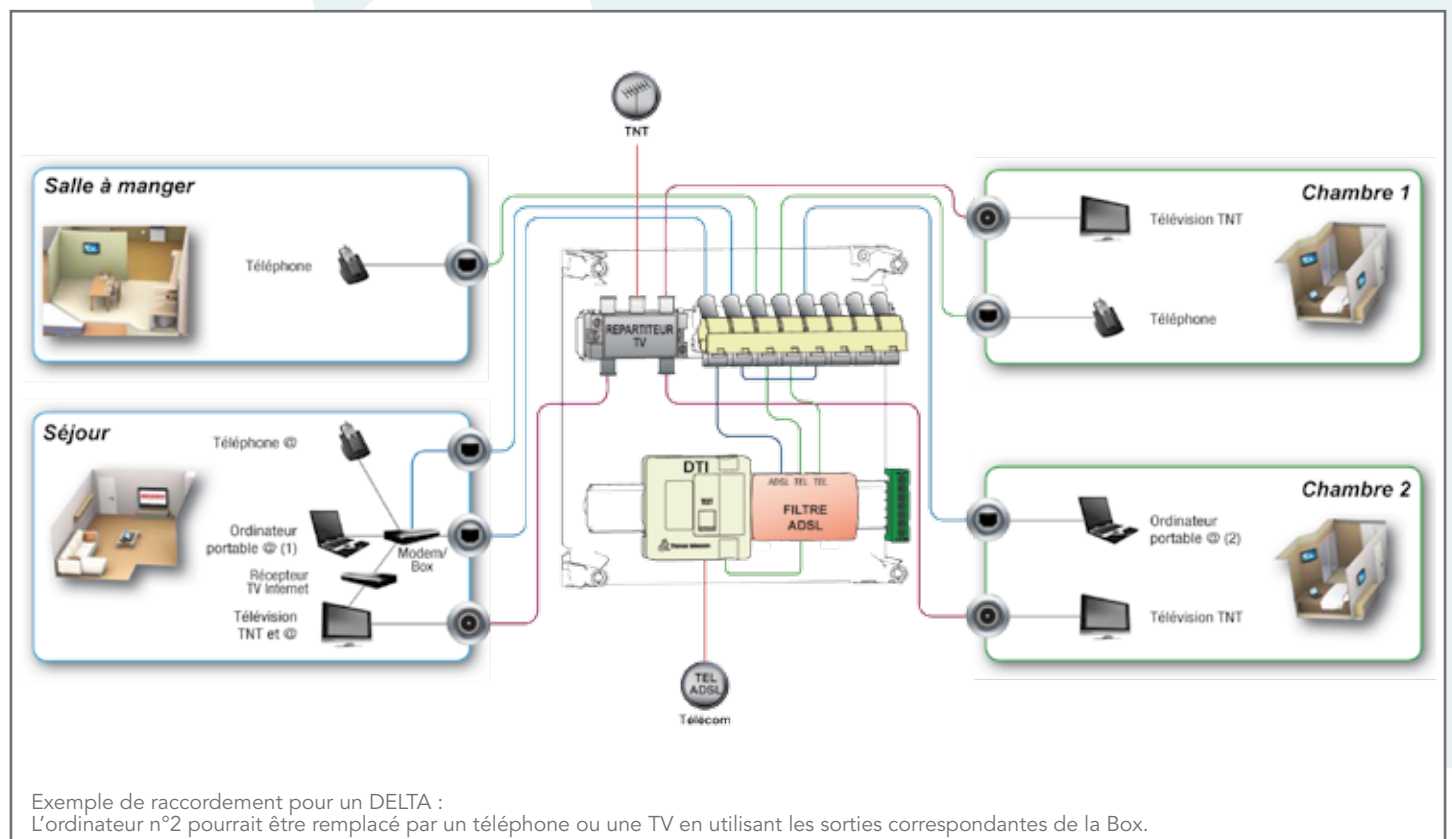 TNT
Salle à manger
Téléphone
Séjour
Téléphone @
Ordinateur
portable @ (1)
Modem/
Box
Récepteur
TV Internet
Télévision
TNT et @
REPARTITEUR
TV
DTI
TEST
france telecom
ADSL TEL TEL
FILTRE
ADSL
TEL
ADSL
Télécom
Chambre 1
Télévision TNT
Téléphone
Chambre 2
Ordinateur
portable @ (2)
Télévision TNT
Exemple de raccordement pour un DELTA :
L'ordinateur n°2 pourrait être remplacé par un téléphone ou une TV en utilisant les sorties correspondantes de la Box.